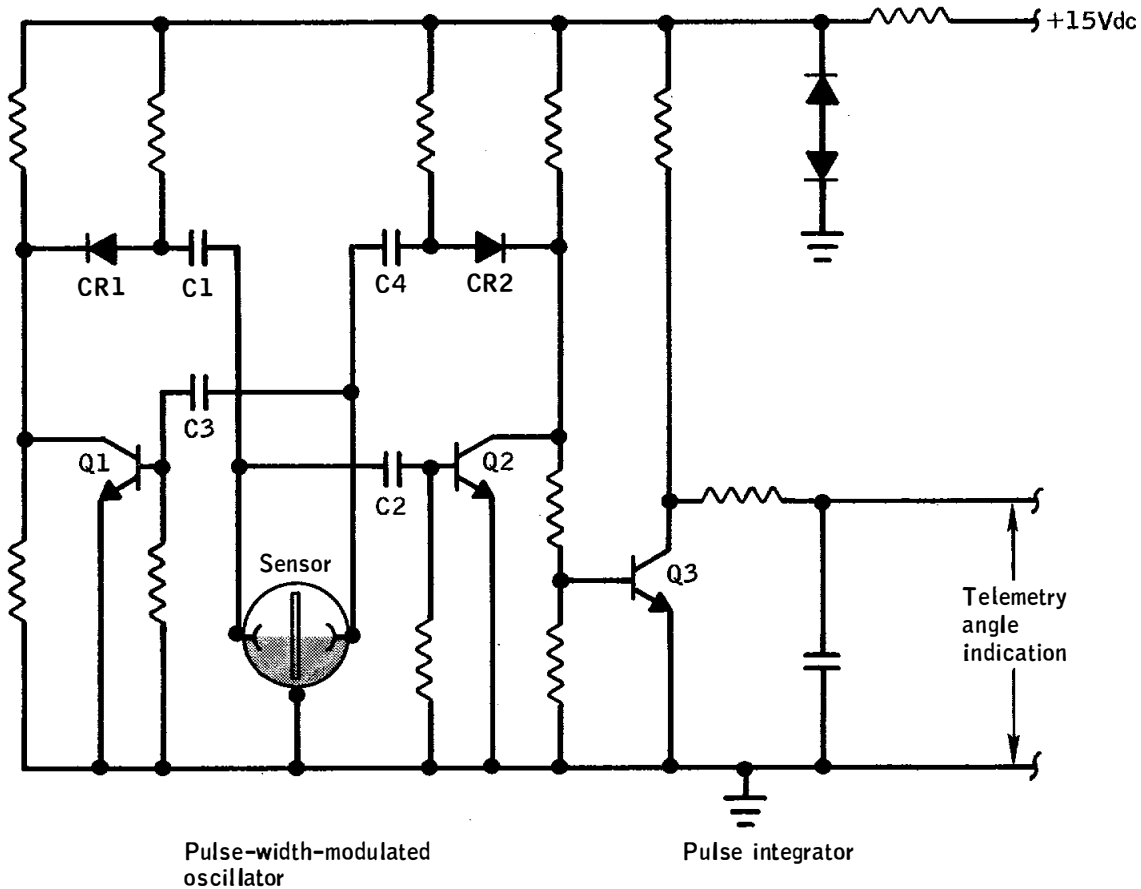 +15Vdc
CR1
C1
C4
CR2
C3
Q1
C2
Q2
Sensor
Q3
Telemetry
angle
indication
Pulse-width-modulated
oscillator
Pulse integrator